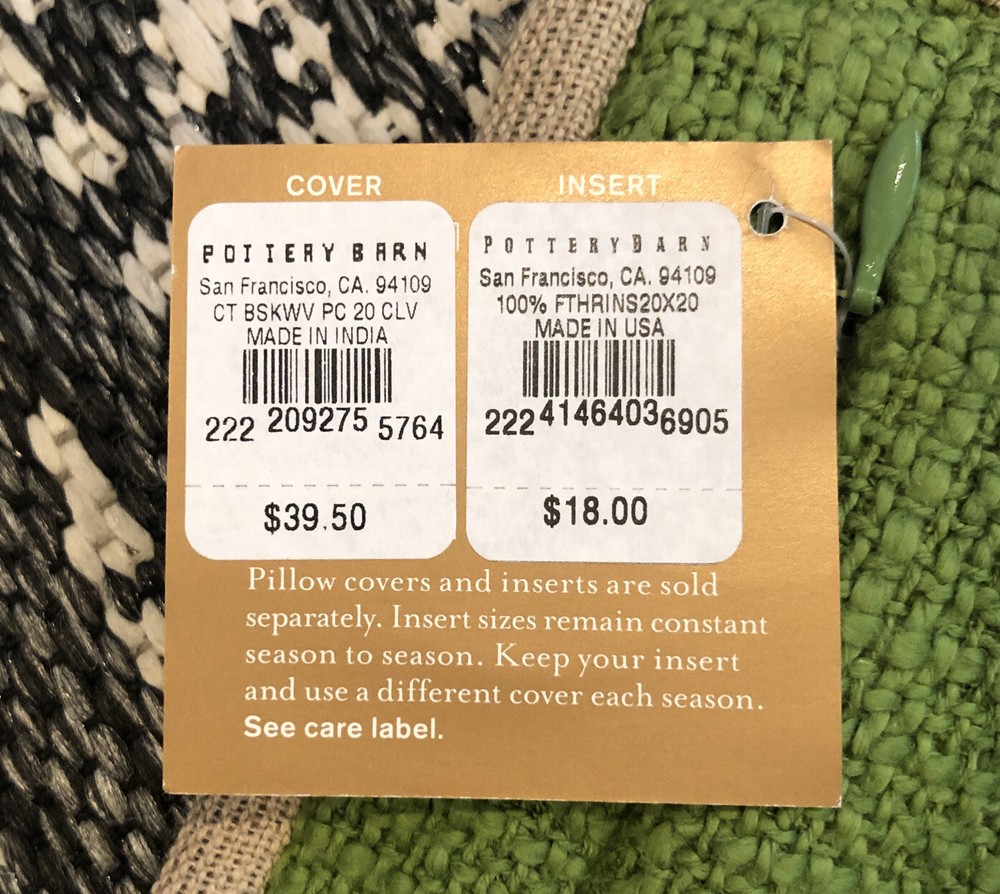 COVER
POTTERY BARN
San Francisco, CA. 94109
CT BSKWV PC 20 CLV
MADE IN INDIA
222 209275 5764
$39.50
INSERT
POTTERY BARN
San Francisco, CA. 94109
100% FTHRINS20X20
MADE IN USA
222 4146403 6905
$18.00
Pillow covers and inserts are sold
separately. Insert sizes remain constant
season to season. Keep your insert
and use a different cover each season.
See care label.